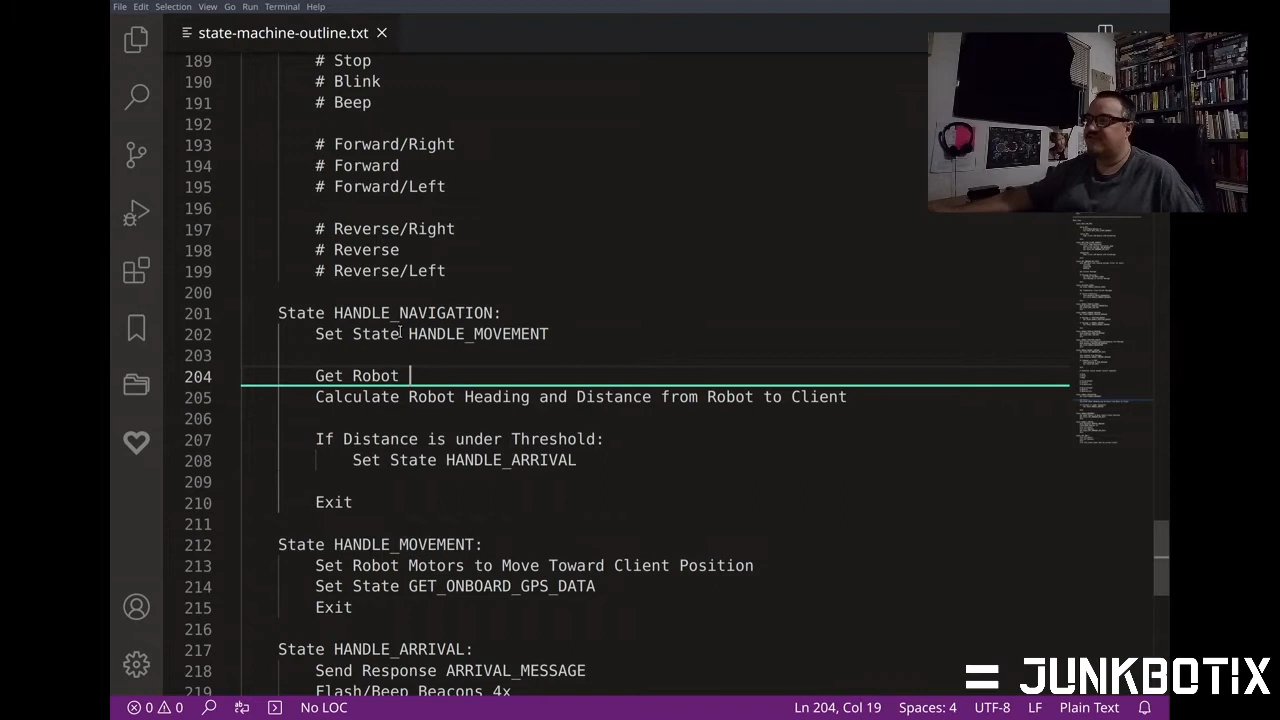 File Edit Selection View Go Run Terminal Help
state-machine-outline.txt
189 # Stop
190 # Blink
191 # Beep
192
193 # Forward/Right
194 # Forward
195 # Forward/Left
196
197 # Reverse/Right
198 # Reverse
199 # Reverse/Left
200
201 State HANDLE_NAVIGATION:
202 Set State HANDLE_MOVEMENT
203
204 Get Robot
205 Calculate Robot Heading and Distance from Robot to Client
206
207 If Distance is under Threshold:
208 Set State HANDLE_ARRIVAL
209
210 Exit
211
212 State HANDLE_MOVEMENT:
213 Set Robot Motors to Move Toward Client Position
214 Set State GET_ONBOARD_GPS_DATA
215 Exit
216
217 State HANDLE_ARRIVAL:
218 Send Response ARRIVAL_MESSAGE
219 Flash/Beep Beacons 4x
JUNKBOTIX
0 0 No LOC Ln 204, Col 19 Spaces: 4 UTF-8 LF Plain Text